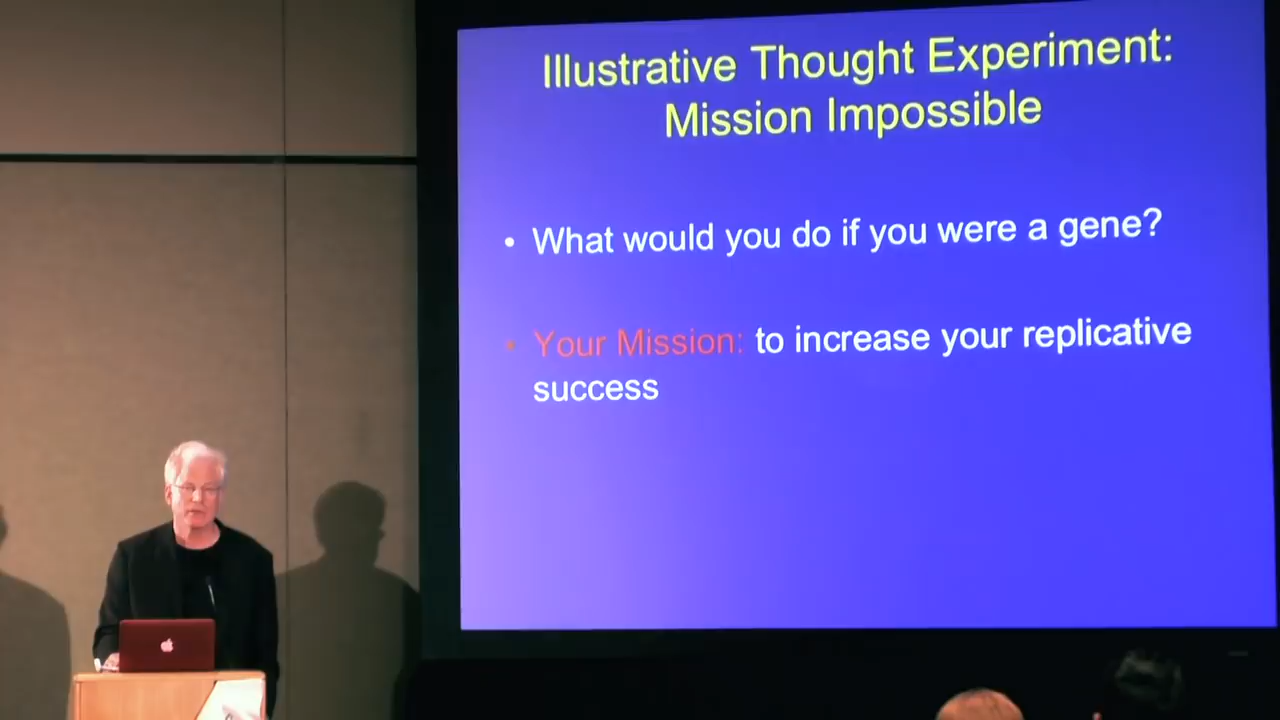 Illustrative Thought Experiment:
Mission Impossible
• What would you do if you were a gene?
• Your Mission: to increase your replicative
success